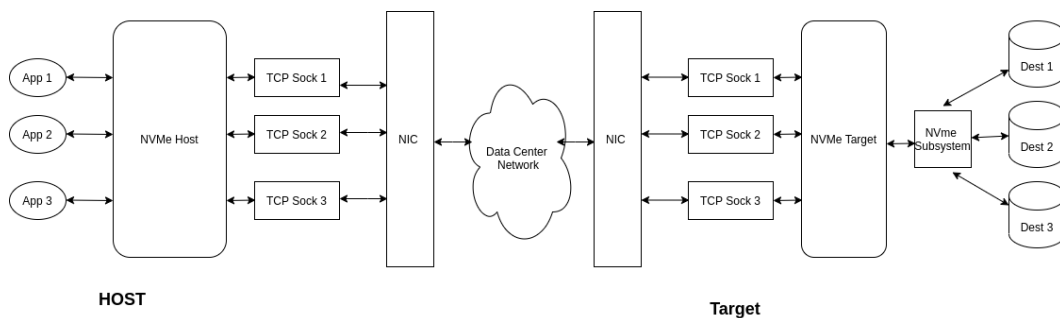 App 1
App 2
App 3
NVMe Host
TCP Sock 1
TCP Sock 2
TCP Sock 3
NIC
Data Center
Network
NIC
TCP Sock 1
TCP Sock 2
TCP Sock 3
NVMe Target
NVme
Subsystem
Dest 1
Dest 2
Dest 3
HOST
Target